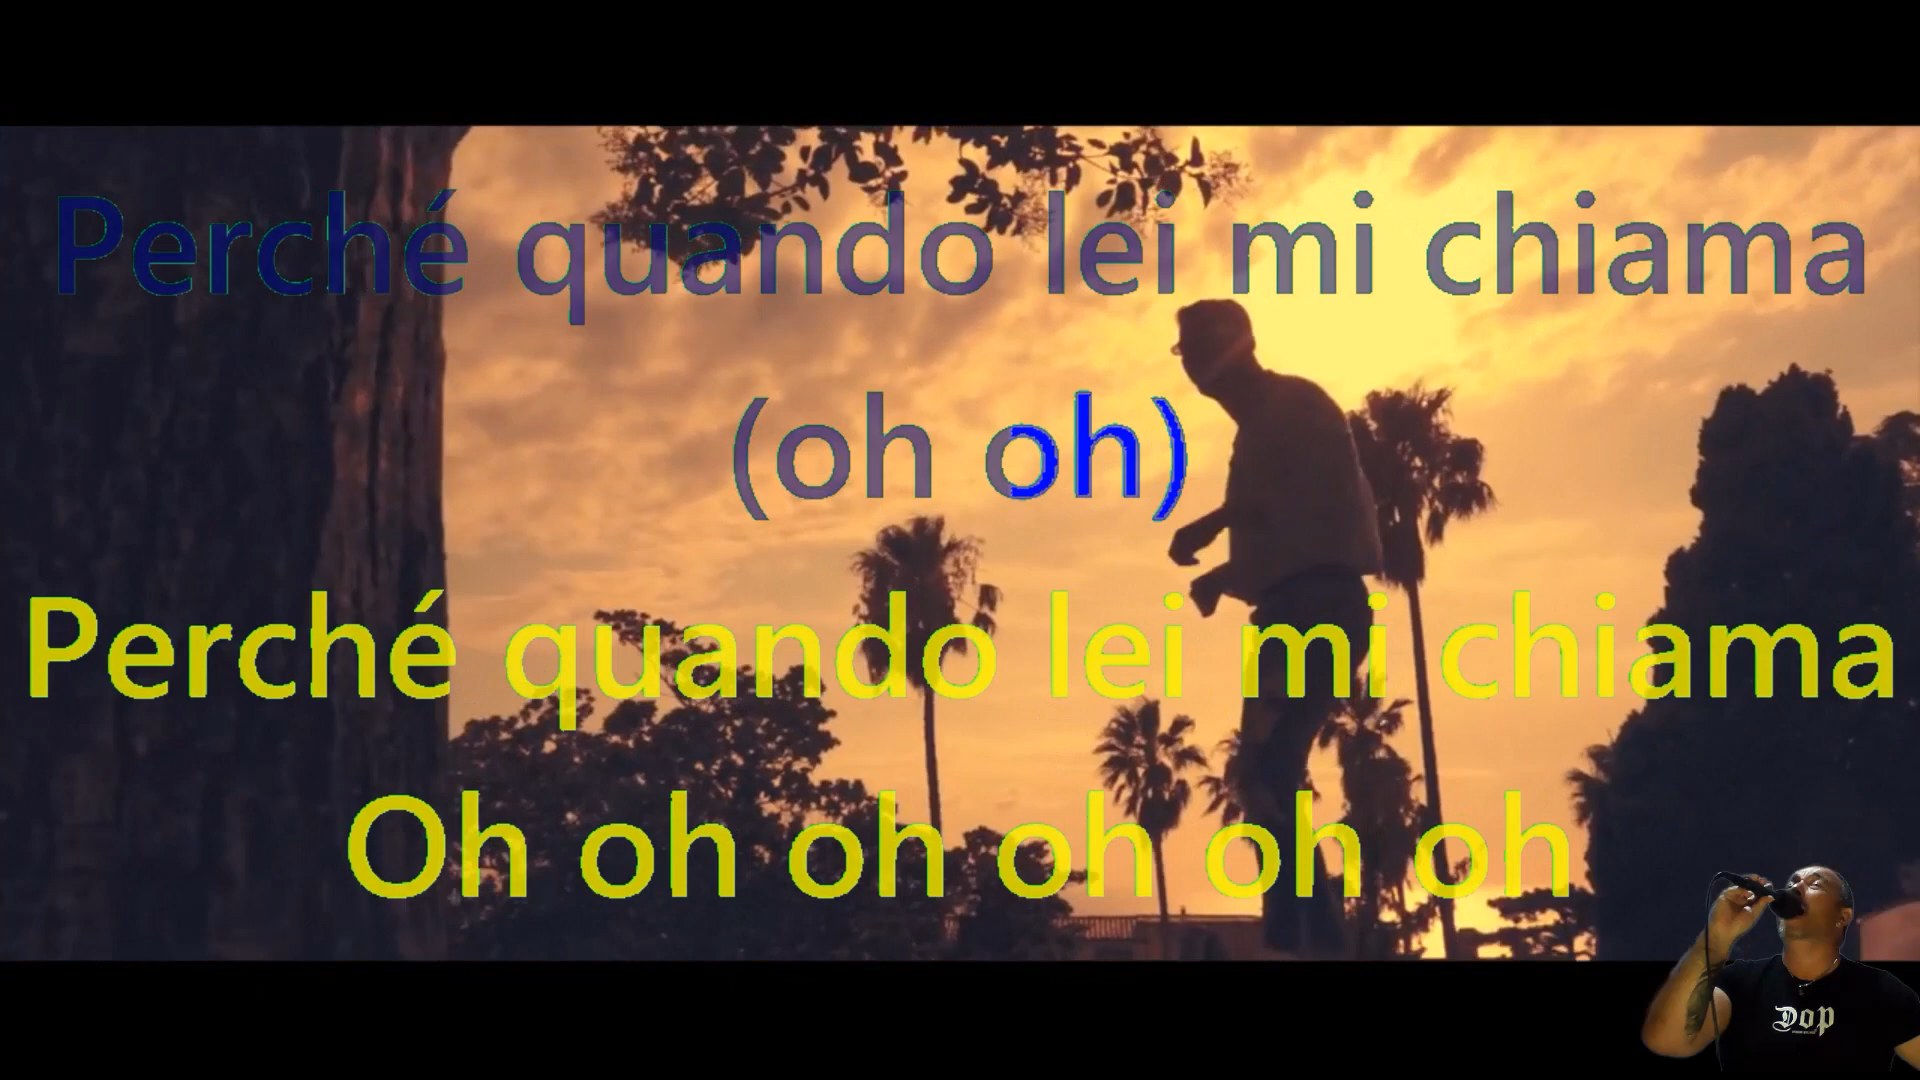 Perché quando lei mi chiama
(oh oh)
Perché quando lei mi chiama
Oh oh oh oh oh oh
Dop